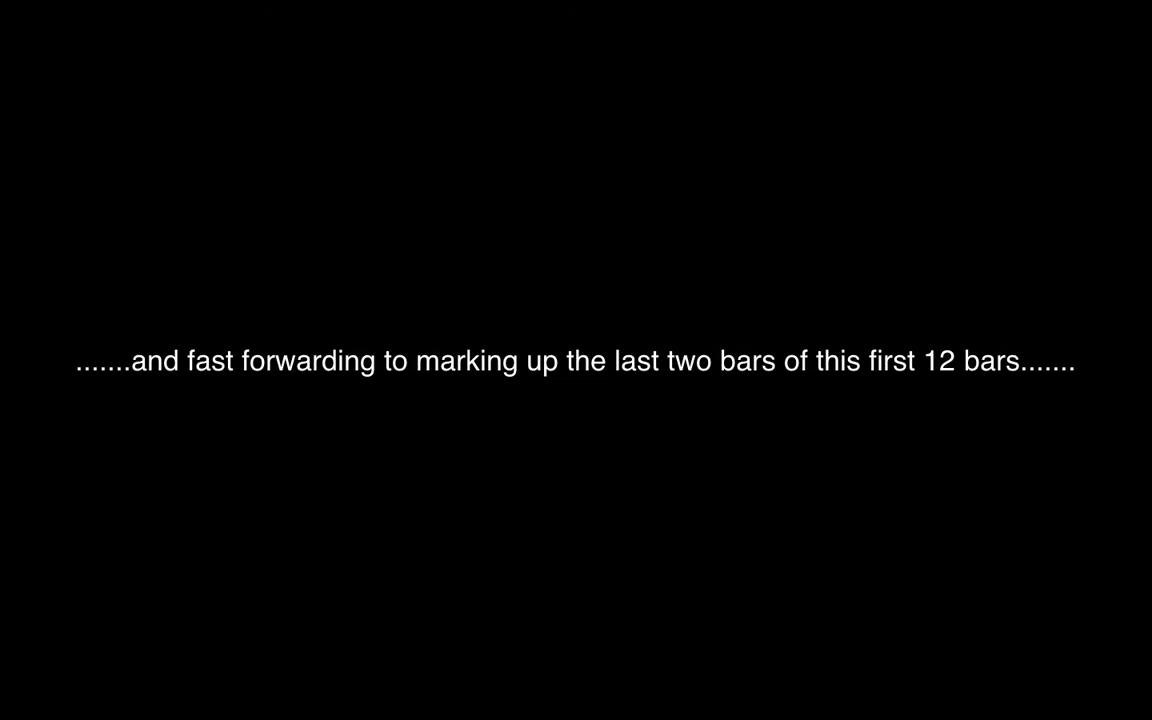 .......and fast forwarding to marking up the last two bars of this first 12 bars.......